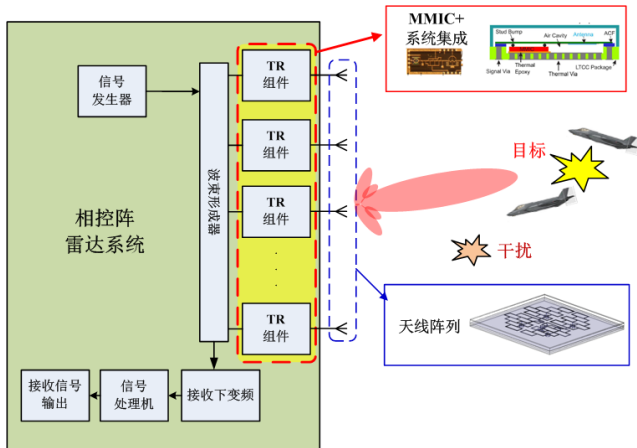 MMIC+
系统集成
Stud Bump
Air Cavity
Antenna
ACF
Signal Via
Thermal
Epoxy
Thermal Via
LTCC Package
信号
发生器
TR
组件
TR
组件
TR
组件
·
·
·
TR
组件
波束形成器
相控阵
雷达系统
目标
干扰
天线阵列
接收信号
输出
信号
处理机
接收下变频